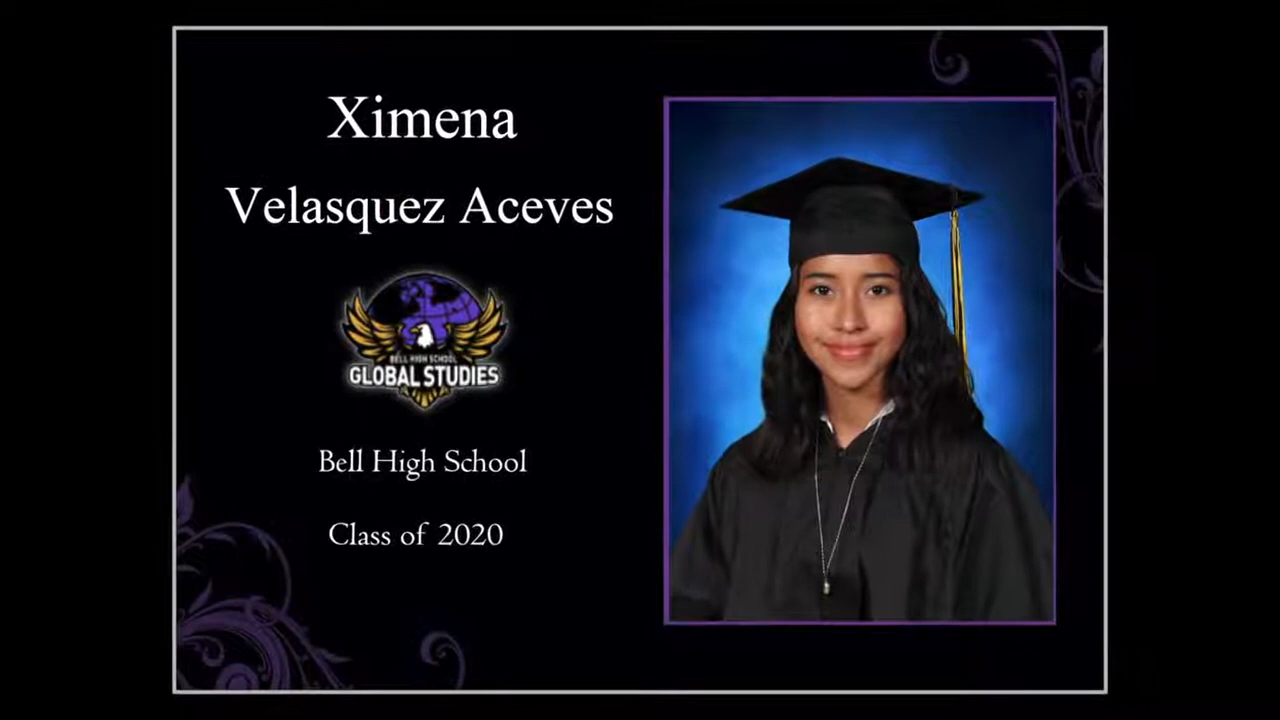 Ximena
Velasquez Aceves
BELL HIGH SCHOOL
GLOBAL STUDIES
Bell High School
Class of 2020